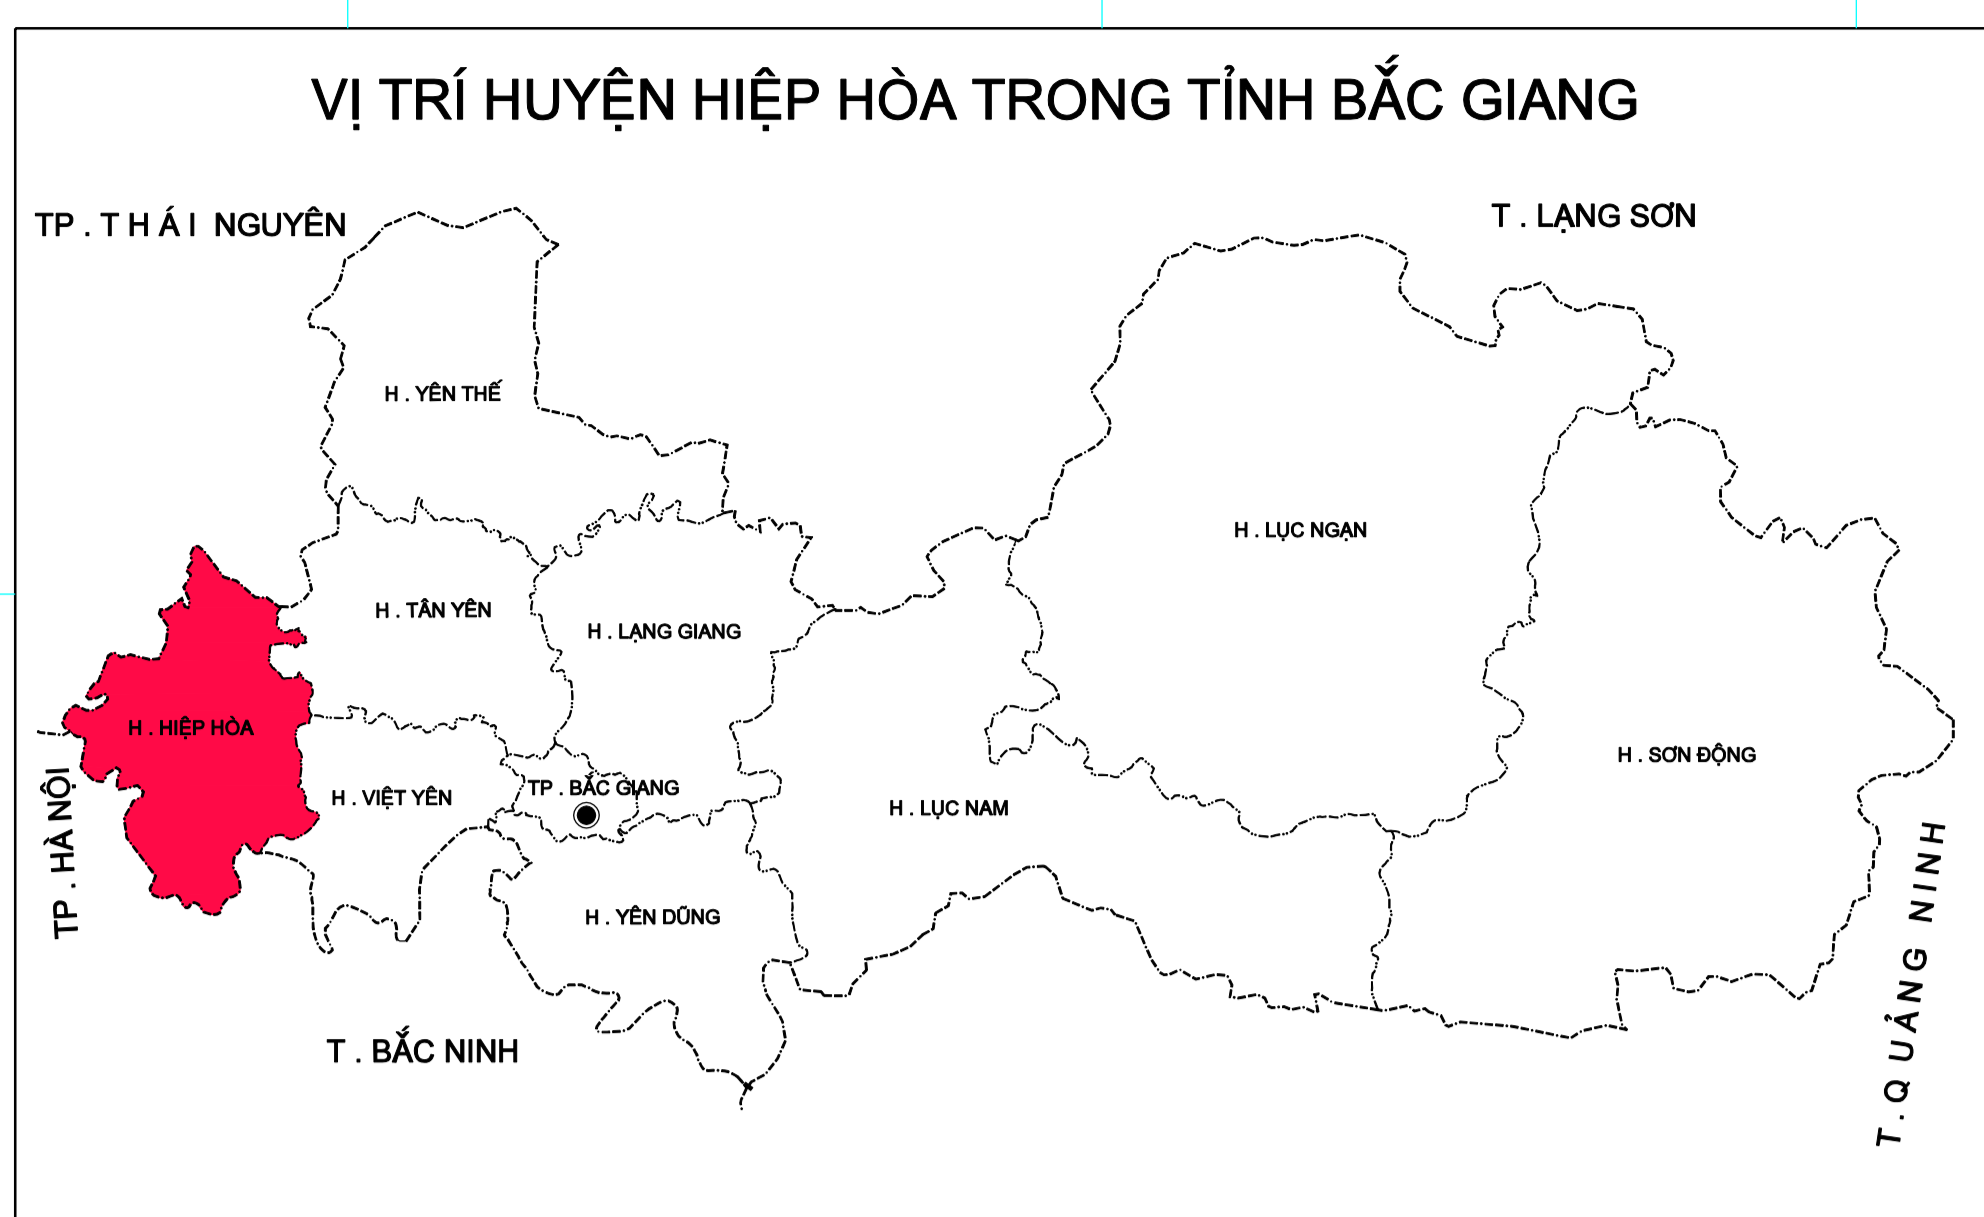 VỊ TRÍ HUYỆN HIỆP HÒA TRONG TỈNH BẮC GIANG
TP . T H Á I NGUYÊN
T . LẠNG SƠN
H . YÊN THẾ
H . LỤC NGẠN
H . TÂN YÊN
H . LẠNG GIANG
H . HIỆP HÒA
H . SƠN ĐỘNG
TP . BẮC GIANG
H . VIỆT YÊN
H . LỤC NAM
TP . HÀ NỘI
H . YÊN DŨNG
T . Q U Ả N G N I N H
T . BẮC NINH